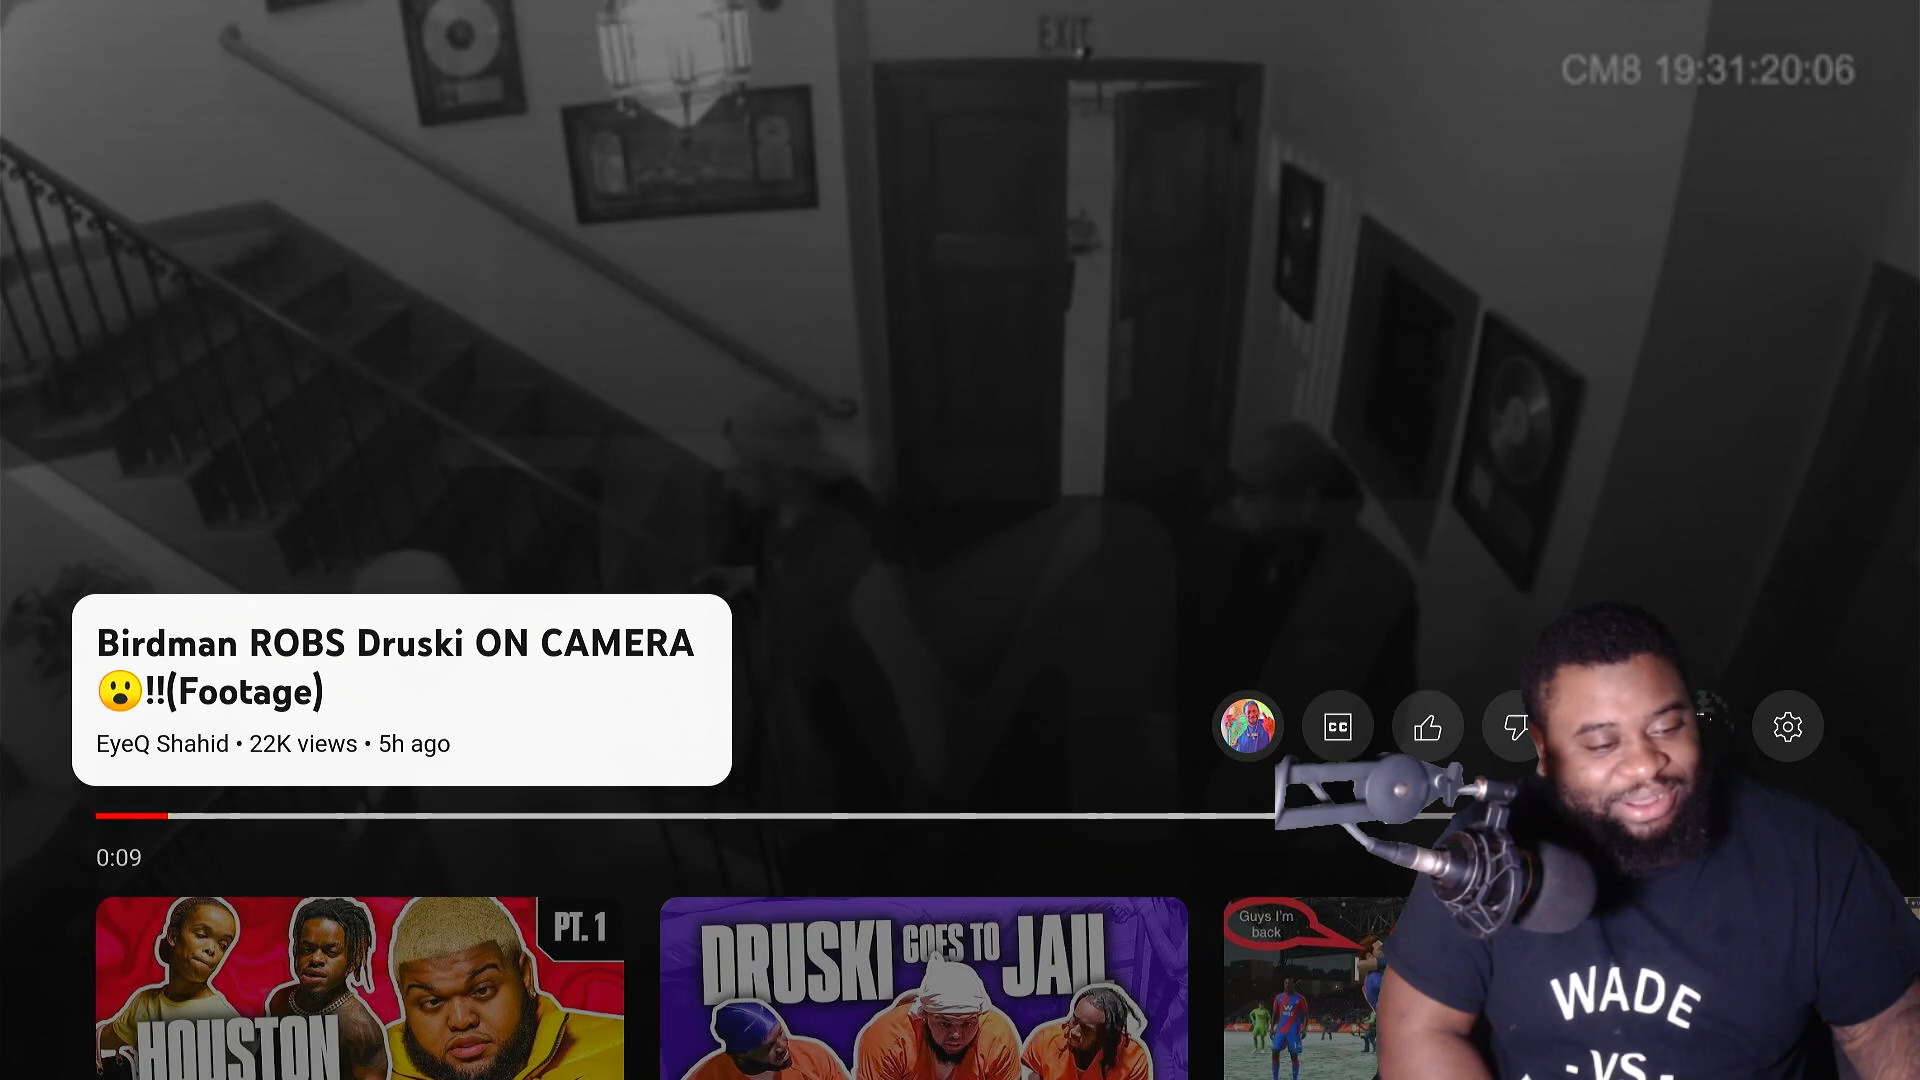 EXIT
CM8 19:31:20:06
Birdman ROBS Druski ON CAMERA
😮!!(Footage)
EyeQ Shahid • 22K views • 5h ago
CC
0:09
PT. 1
HOUSTON
DRUSKI GOES TO JAIL
Guys I'm
back
WADE
- VS -